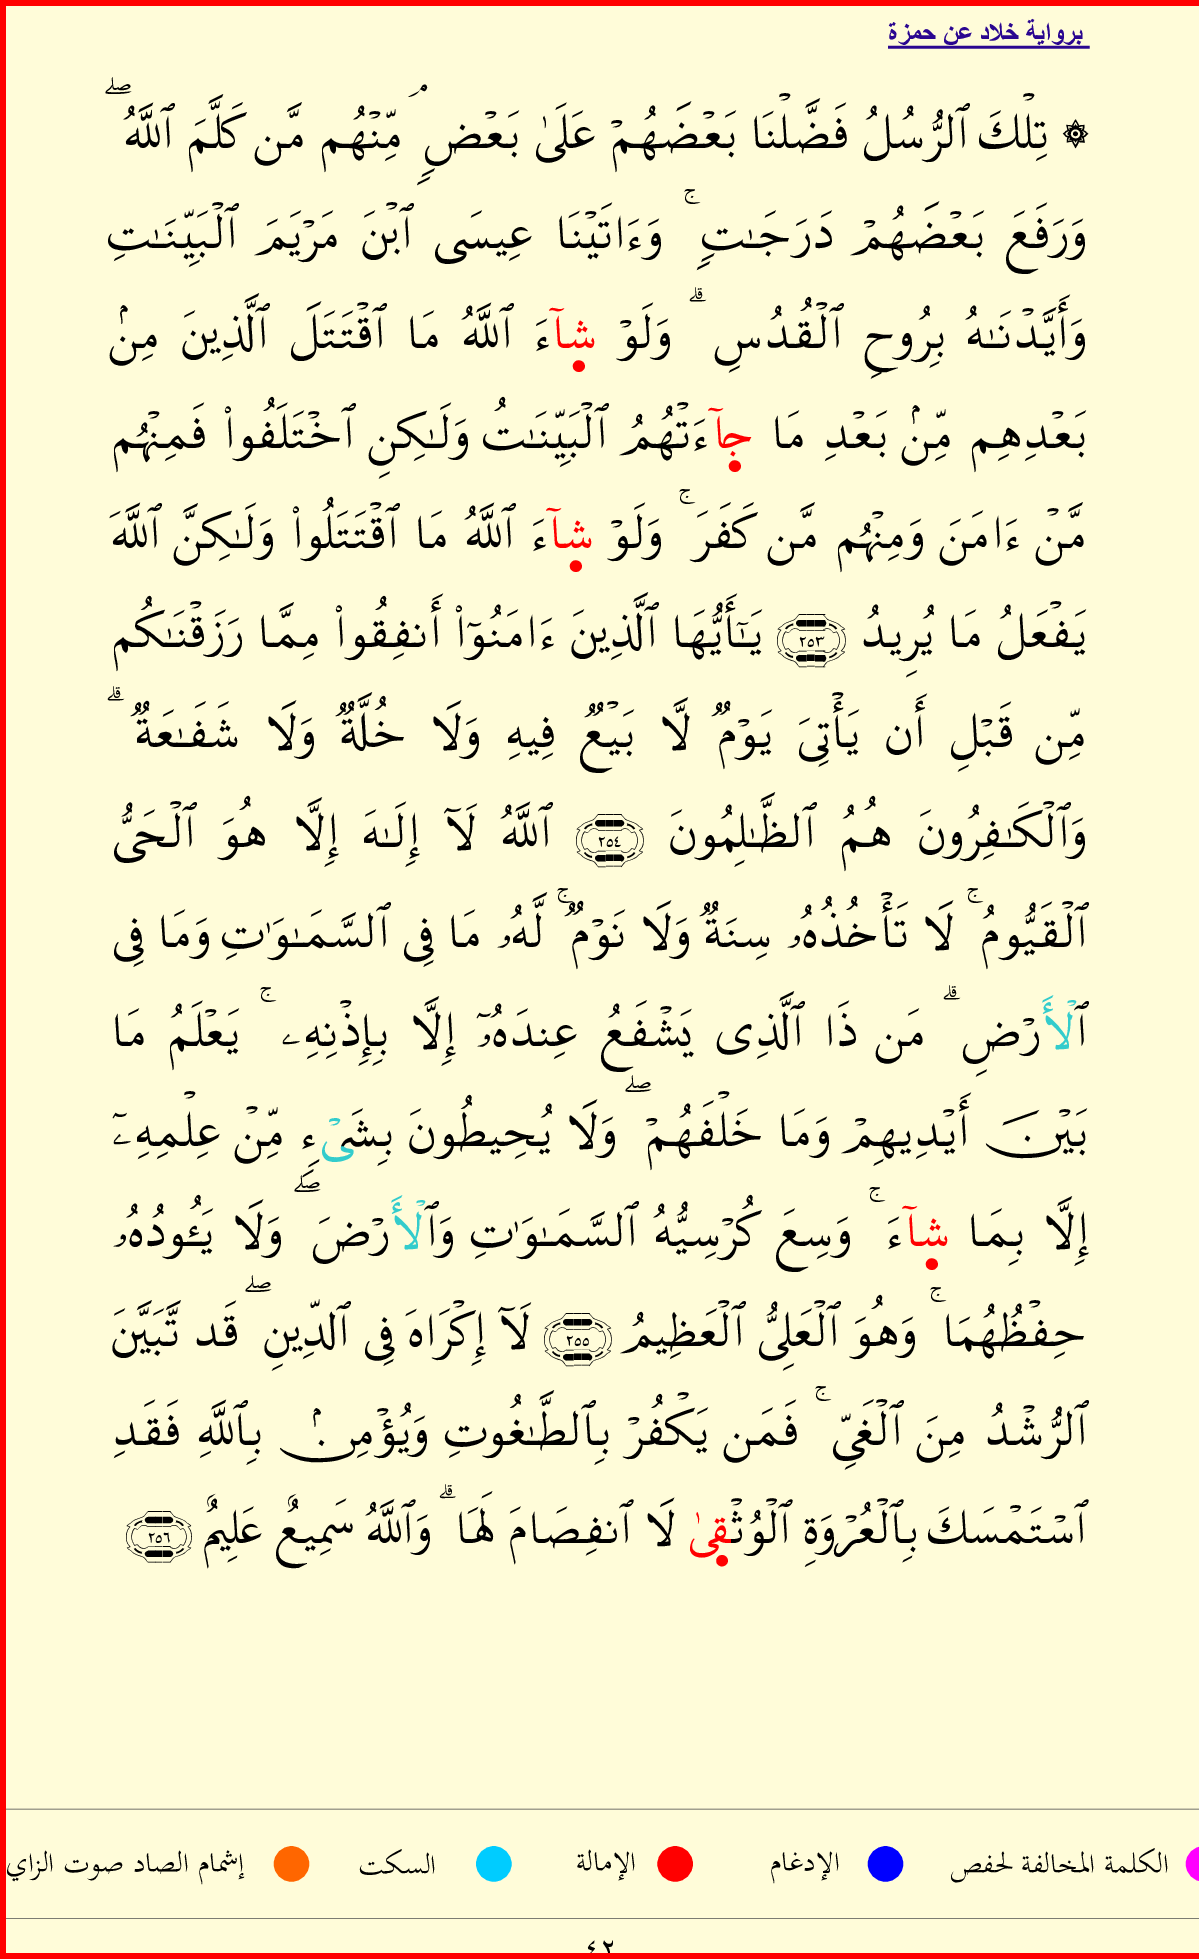 برواية خلاد عن حمزة
۞ تِلْكَ ٱلرُّسُلُ فَضَّلْنَا بَعْضَهُمْ عَلَىٰ بَعْضٍۢ مِّنْهُم مَّن كَلَّمَ ٱللَّهُ ۖ
وَرَفَعَ بَعْضَهُمْ دَرَجَـٰتٍ ۚ وَءَاتَيْنَا عِيسَى ٱبْنَ مَرْيَمَ ٱلْبَيِّنَـٰتِ
وَأَيَّدْنَـٰهُ بِرُوحِ ٱلْقُدُسِ ۗ وَلَوْ شَآءَ ٱللَّهُ مَا ٱقْتَتَلَ ٱلَّذِينَ مِنۢ
بَعْدِهِم مِّنۢ بَعْدِ مَا جَآءَتْهُمُ ٱلْبَيِّنَـٰتُ وَلَـٰكِنِ ٱخْتَلَفُوا۟ فَمِنْهُم
مَّنْ ءَامَنَ وَمِنْهُم مَّن كَفَرَ ۚ وَلَوْ شَآءَ ٱللَّهُ مَا ٱقْتَتَلُوا۟ وَلَـٰكِنَّ ٱللَّهَ
يَفْعَلُ مَا يُرِيدُ ٢٥٣ يَـٰٓأَيُّهَا ٱلَّذِينَ ءَامَنُوٓا۟ أَنفِقُوا۟ مِمَّا رَزَقْنَـٰكُم
مِّن قَبْلِ أَن يَأْتِىَ يَوْمٌ لَّا بَيْعٌ فِيهِ وَلَا خُلَّةٌ وَلَا شَفَـٰعَةٌ ۗ
وَٱلْكَـٰفِرُونَ هُمُ ٱلظَّـٰلِمُونَ ٢٥٤ ٱللَّهُ لَآ إِلَـٰهَ إِلَّا هُوَ ٱلْحَىُّ
ٱلْقَيُّومُ ۚ لَا تَأْخُذُهُۥ سِنَةٌ وَلَا نَوْمٌ ۚ لَّهُۥ مَا فِى ٱلسَّمَـٰوَٰتِ وَمَا فِى
ٱلْأَرْضِ ۗ مَن ذَا ٱلَّذِى يَشْفَعُ عِندَهُۥٓ إِلَّا بِإِذْنِهِۦ ۚ يَعْلَمُ مَا
بَيْنَ أَيْدِيهِمْ وَمَا خَلْفَهُمْ ۖ وَلَا يُحِيطُونَ بِشَىْءٍ مِّنْ عِلْمِهِۦٓ
إِلَّا بِمَا شَآءَ ۚ وَسِعَ كُرْسِيُّهُ ٱلسَّمَـٰوَٰتِ وَٱلْأَرْضَ ۖ وَلَا يَـُٔودُهُۥ
حِفْظُهُمَا ۚ وَهُوَ ٱلْعَلِىُّ ٱلْعَظِيمُ ٢٥٥ لَآ إِكْرَاهَ فِى ٱلدِّينِ ۖ قَد تَّبَيَّنَ
ٱلرُّشْدُ مِنَ ٱلْغَىِّ ۚ فَمَن يَكْفُرْ بِٱلطَّـٰغُوتِ وَيُؤْمِنۢ بِٱللَّهِ فَقَدِ
ٱسْتَمْسَكَ بِٱلْعُرْوَةِ ٱلْوُثْقِىٰ لَا ٱنفِصَامَ لَهَا ۗ وَٱللَّهُ سَمِيعٌ عَلِيمٌ ٢٥٦
الكلمة المخالفة لحفص الإدغام الإمالة السكت إشمام الصاد صوت الزاي
٤٢